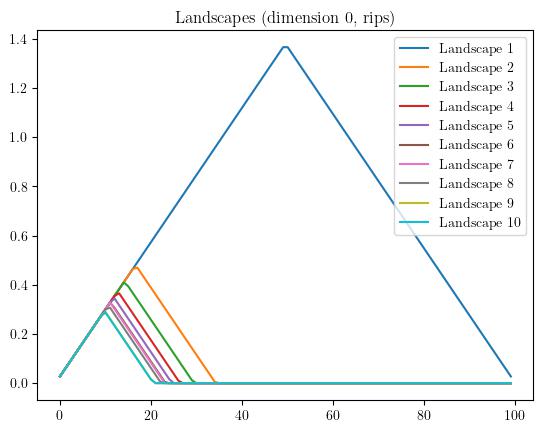 Landscapes (dimension 0, rips)
1.4
1.2
1.0
0.8
0.6
0.4
0.2
0.0
0 20 40 60 80 100
Landscape 1
Landscape 2
Landscape 3
Landscape 4
Landscape 5
Landscape 6
Landscape 7
Landscape 8
Landscape 9
Landscape 10